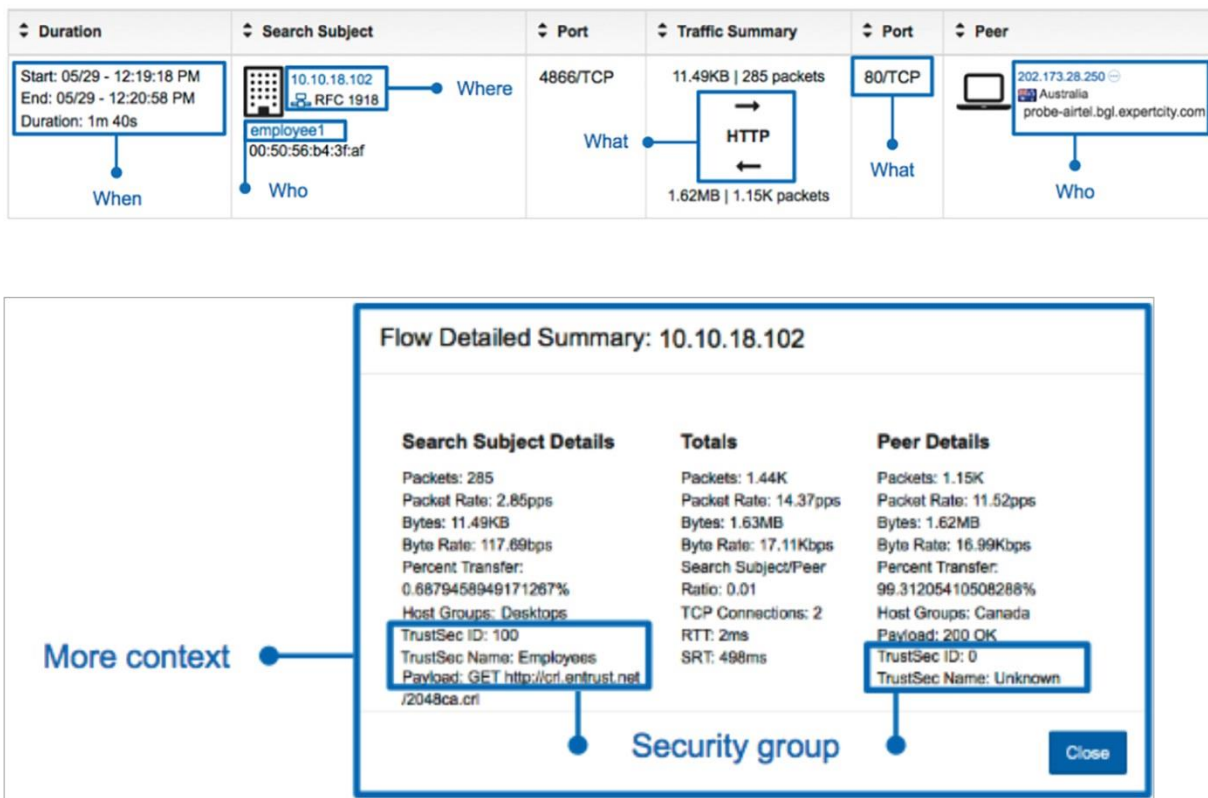 Duration Search Subject Port Traffic Summary Port Peer
Start: 05/29 - 12:19:18 PM
End: 05/29 - 12:20:58 PM
Duration: 1m 40s
When
10.10.18.102
RFC 1918
Where
employee1
00:50:56:b4:3f:af
Who
4866/TCP
What
11.49KB | 285 packets
HTTP
1.62MB | 1.15K packets
80/TCP
What
202.173.28.250
Australia
probe-airtel.bgl.expertcity.com
Who
More context
Flow Detailed Summary: 10.10.18.102
Search Subject Details
Packets: 285
Packet Rate: 2.85pps
Bytes: 11.49KB
Byte Rate: 117.69bps
Percent Transfer:
0.6879458949171267%
Host Groups: Desktops
TrustSec ID: 100
TrustSec Name: Employees
Payload: GET http://crl.entrust.net
/2048ca.crl
Totals
Packets: 1.44K
Packet Rate: 14.37pps
Bytes: 1.63MB
Byte Rate: 17.11Kbps
Search Subject/Peer
Ratio: 0.01
TCP Connections: 2
RTT: 2ms
SRT: 498ms
Peer Details
Packets: 1.15K
Packet Rate: 11.52pps
Bytes: 1.62MB
Byte Rate: 16.99Kbps
Percent Transfer:
99.31205410508288%
Host Groups: Canada
Payload: 200 OK
TrustSec ID: 0
TrustSec Name: Unknown
Security group
Close